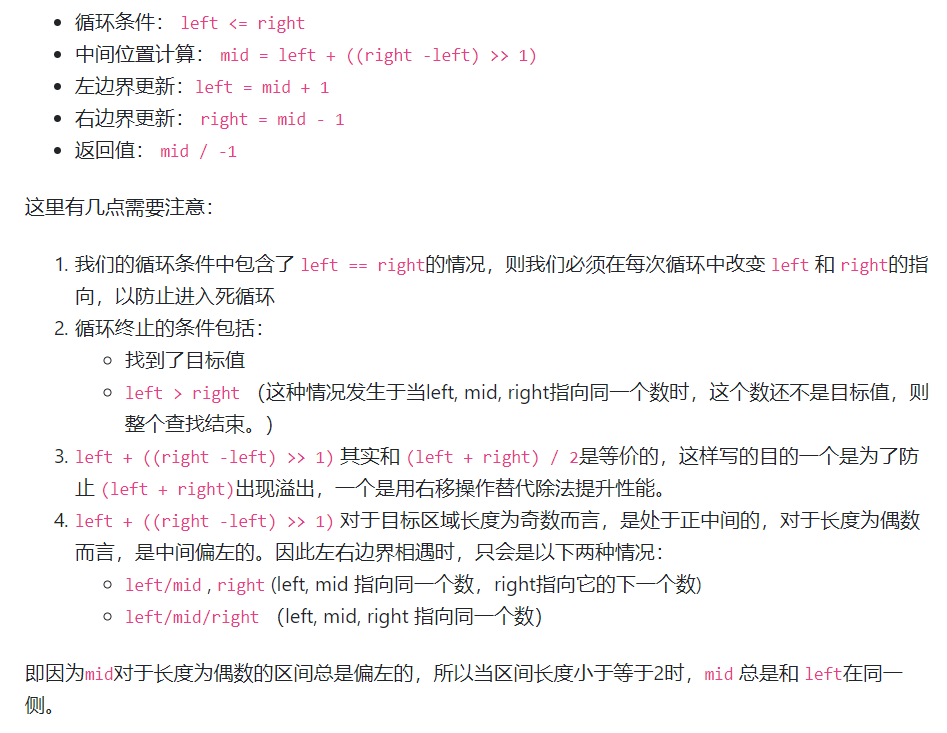 循环条件： left <= right
中间位置计算： mid = left + ((right -left) >> 1)
左边界更新：left = mid + 1
右边界更新： right = mid - 1
返回值： mid / -1
这里有几点需要注意：
1. 我们的循环条件中包含了 left == right的情况，则我们必须在每次循环中改变 left 和 right的指
向，以防止进入死循环
2. 循环终止的条件包括：
找到了目标值
left > right （这种情况发生于当left, mid, right指向同一个数时，这个数还不是目标值，则
整个查找结束。）
3. left + ((right -left) >> 1) 其实和 (left + right) / 2是等价的，这样写的目的一个是为了防
止 (left + right)出现溢出，一个是用右移操作替代除法提升性能。
4. left + ((right -left) >> 1) 对于目标区域长度为奇数而言，是处于正中间的，对于长度为偶数
而言，是中间偏左的。因此左右边界相遇时，只会是以下两种情况：
left/mid , right (left, mid 指向同一个数，right指向它的下一个数)
left/mid/right （left, mid, right 指向同一个数）
即因为mid对于长度为偶数的区间总是偏左的，所以当区间长度小于等于2时，mid 总是和 left在同一
侧。